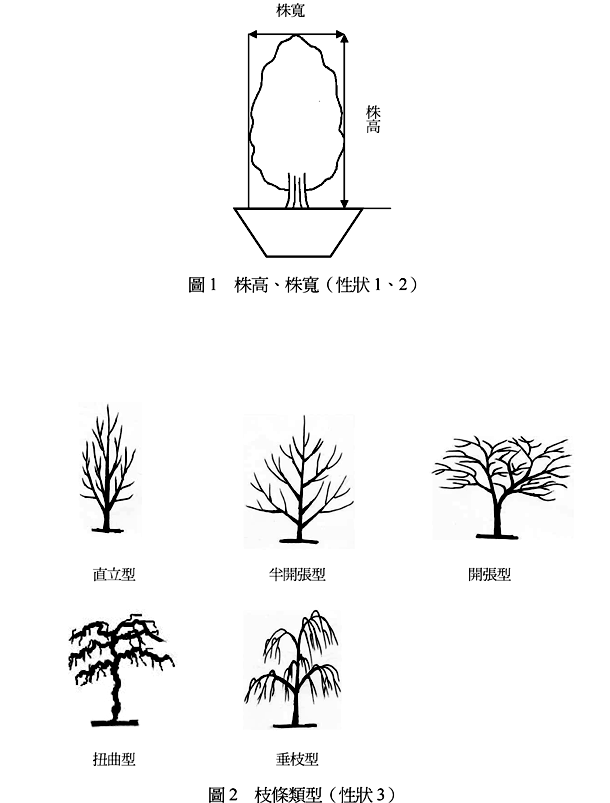 株寬
株高
圖1 株高、株寬（性狀1、2）
直立型
半開張型
開張型
扭曲型
垂枝型
圖2 枝條類型（性狀3）